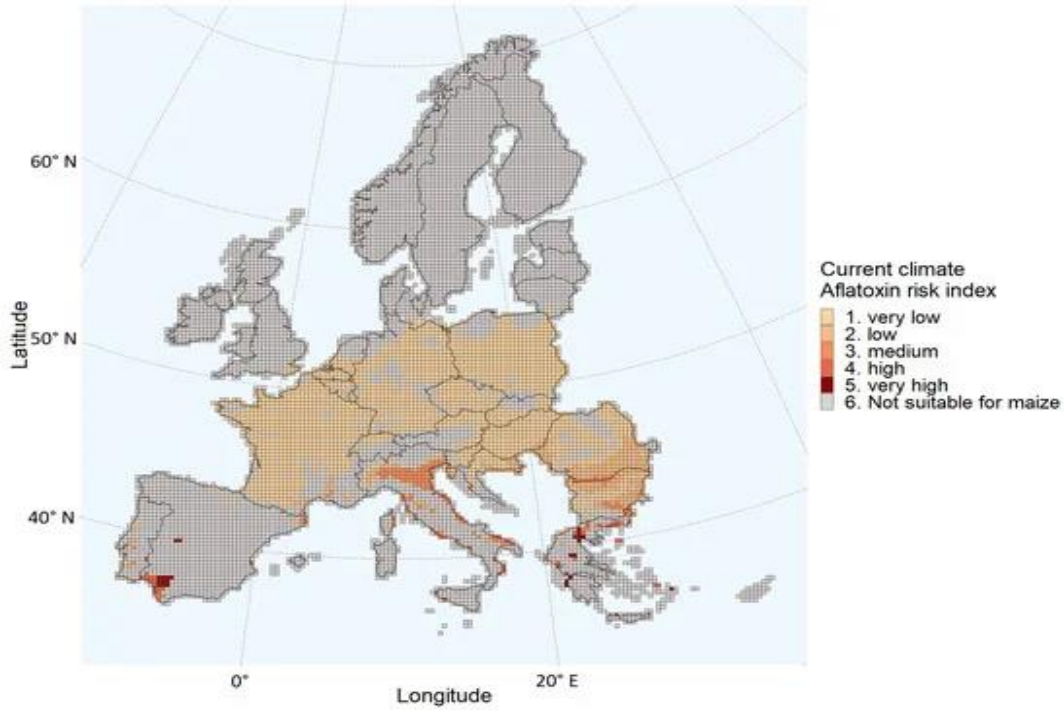 60° N
50° N
40° N
Latitude
0°
20° E
Longitude
Current climate
Aflatoxin risk index
1. very low
2. low
3. medium
4. high
5. very high
6. Not suitable for maize